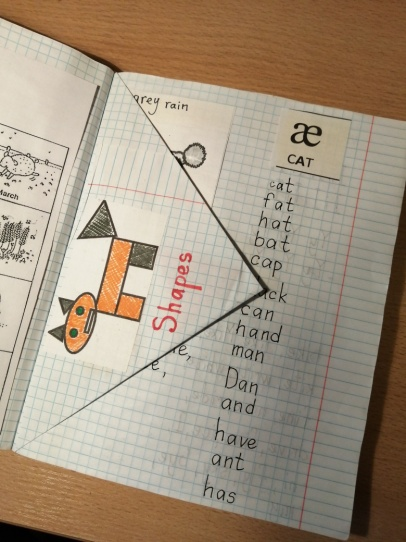 March
grey rain
æ
CAT
cat
fat
hat
bat
cap
can
hand
man
Dan
and
have
ant
has
Shapes